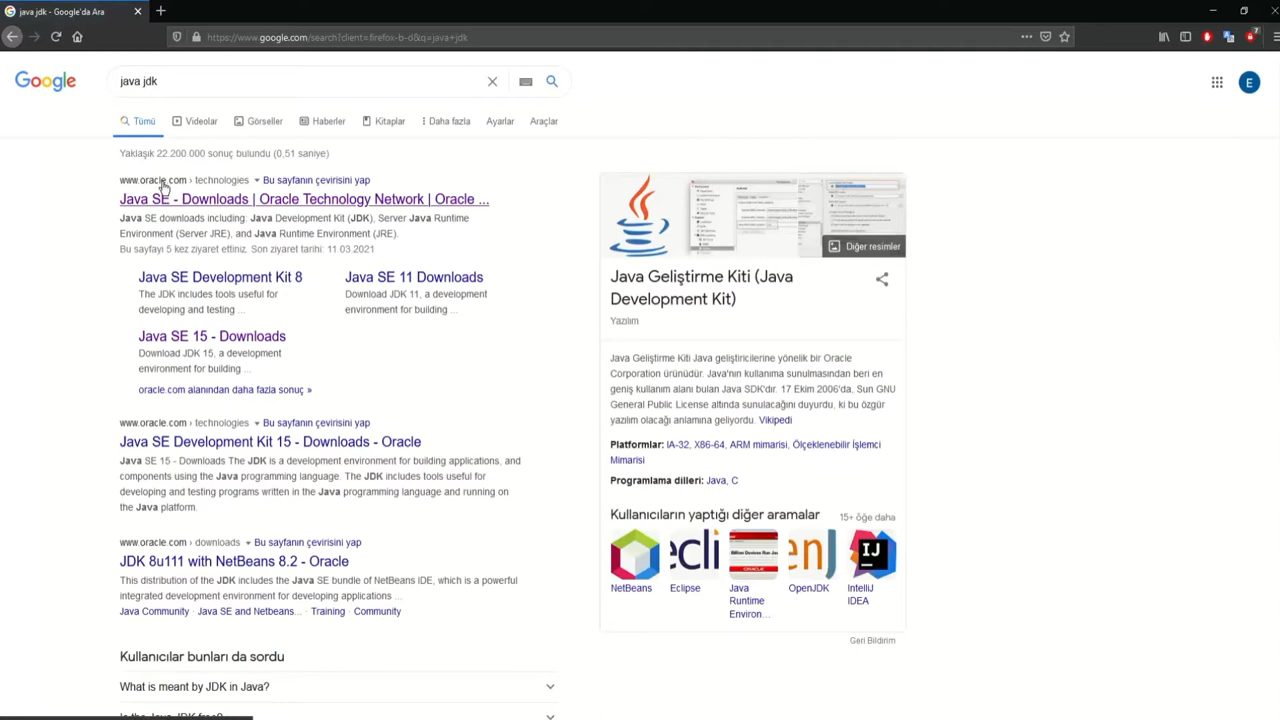 java jdk - Google'da Ara
https://www.google.com/search?client=firefox-b-d&q=java+jdk
7
Google
java jdk
E
Tümü
Videolar
Görseller
Haberler
Kitaplar
Daha fazla
Ayarlar
Araçlar
Yaklaşık 22.200.000 sonuç bulundu (0,51 saniye)
www.oracle.com › technologies Bu sayfanın çevirisini yap
Java SE - Downloads | Oracle Technology Network | Oracle ...
Java SE downloads including: Java Development Kit (JDK), Server Java Runtime
Environment (Server JRE), and Java Runtime Environment (JRE).
Bu sayfayı 5 kez ziyaret ettiniz. Son ziyaret tarihi: 11.03.2021
Java SE Development Kit 8
The JDK includes tools useful for
developing and testing ...
Java SE 11 Downloads
Download JDK 11, a development
environment for building ...
Java SE 15 - Downloads
Download JDK 15, a development
environment for building ...
oracle.com alanından daha fazla sonuç »
www.oracle.com › technologies Bu sayfanın çevirisini yap
Java SE Development Kit 15 - Downloads - Oracle
Java SE 15 - Downloads The JDK is a development environment for building applications, and
components using the Java programming language. The JDK includes tools useful for
developing and testing programs written in the Java programming language and running on
the Java platform.
www.oracle.com › downloads Bu sayfanın çevirisini yap
JDK 8u111 with NetBeans 8.2 - Oracle
This distribution of the JDK includes the Java SE bundle of NetBeans IDE, which is a powerful
integrated development environment for developing applications ...
Java Community · Java SE and Netbeans... · Training · Community
Kullanıcılar bunları da sordu
What is meant by JDK in Java?
Is the Java JDK free?
Diğer resimler
Java Geliştirme Kiti (Java
Development Kit)
Yazılım
Java Geliştirme Kiti Java geliştiricilerine yönelik bir Oracle
Corporation ürünüdür. Java'nın kullanıma sunulmasından beri en
geniş kullanım alanı bulan Java SDK'dır. 17 Ekim 2006'da, Sun GNU
General Public License altında sunulacağını duyurdu, ki bu özgür
yazılım olacağı anlamına geliyordu. Vikipedi
Platformlar: IA-32, X86-64, ARM mimarisi, Ölçeklenebilir İşlemci
Mimarisi
Programlama dilleri: Java, C
Kullanıcıların yaptığı diğer aramalar
15+ öğe daha
ecli
ORACLE
enj
IJ
NetBeans
Eclipse
Java
Runtime
Environ...
OpenJDK
IntelliJ
IDEA
Geri Bildirim